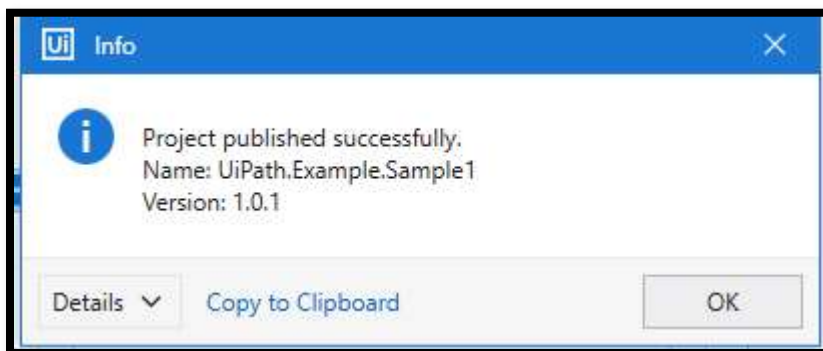 Ui Info
Project published successfully.
Name: UiPath.Example.Sample1
Version: 1.0.1
Details Copy to Clipboard OK